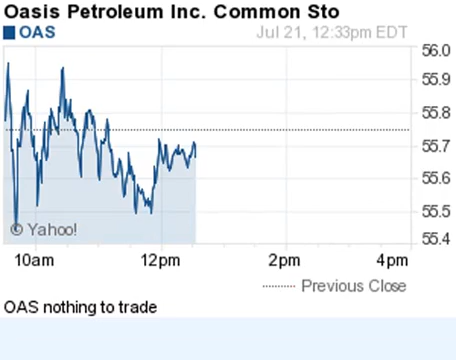 Oasis Petroleum Inc. Common Sto
OAS
Jul 21, 12:33pm EDT
56.0
55.9
55.8
55.7
55.6
55.5
55.4
© Yahoo!
10am 12pm 2pm 4pm
Previous Close
OAS nothing to trade